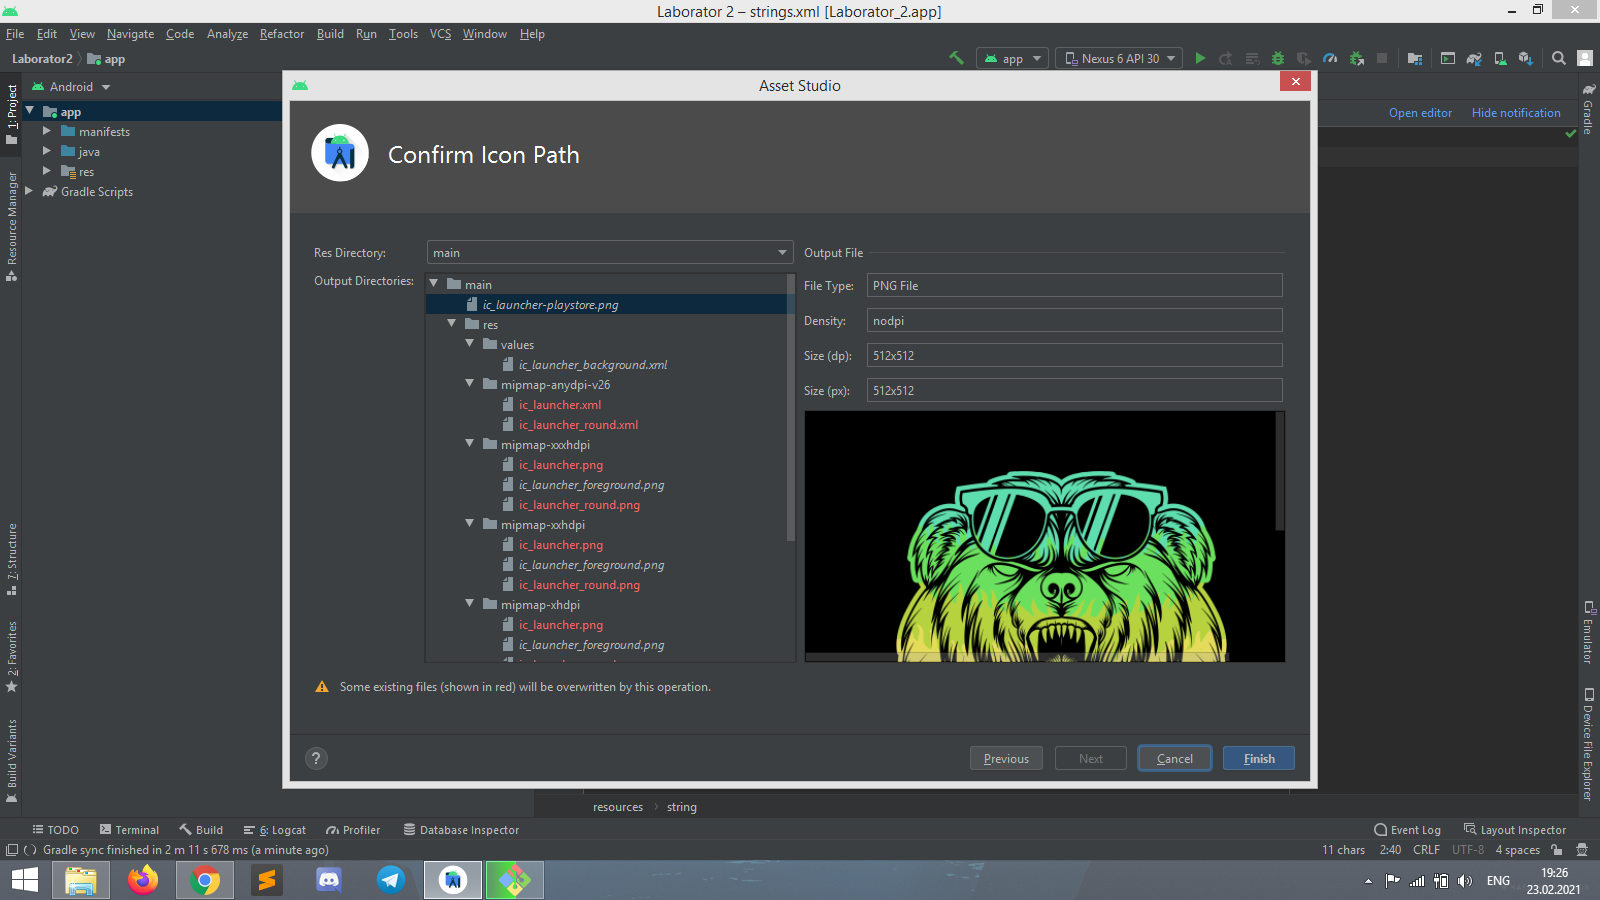 Laborator 2 – strings.xml [Laborator_2.app]
File Edit View Navigate Code Analyze Refactor Build Run Tools VCS Window Help
Laborator2 app
app Nexus 6 API 30
Android
Asset Studio
1: Project
Resource Manager
7: Structure
2: Favorites
Build Variants
app
manifests
java
res
Gradle Scripts
Confirm Icon Path
Open editor Hide notification
Gradle
Emulator
Device File Explorer
Res Directory: main
Output Directories:
main
ic_launcher-playstore.png
res
values
ic_launcher_background.xml
mipmap-anydpi-v26
ic_launcher.xml
ic_launcher_round.xml
mipmap-xxxhdpi
ic_launcher.png
ic_launcher_foreground.png
ic_launcher_round.png
mipmap-xxhdpi
ic_launcher.png
ic_launcher_foreground.png
ic_launcher_round.png
mipmap-xhdpi
ic_launcher.png
ic_launcher_foreground.png
Output File
File Type: PNG File
Density: nodpi
Size (dp): 512x512
Size (px): 512x512
Some existing files (shown in red) will be overwritten by this operation.
? Previous Next Cancel Finish
resources string
TODO Terminal Build 6: Logcat Profiler Database Inspector Event Log Layout Inspector
Gradle sync finished in 2 m 11 s 678 ms (a minute ago) 11 chars 2:40 CRLF UTF-8 4 spaces
ENG
19:26
23.02.2021